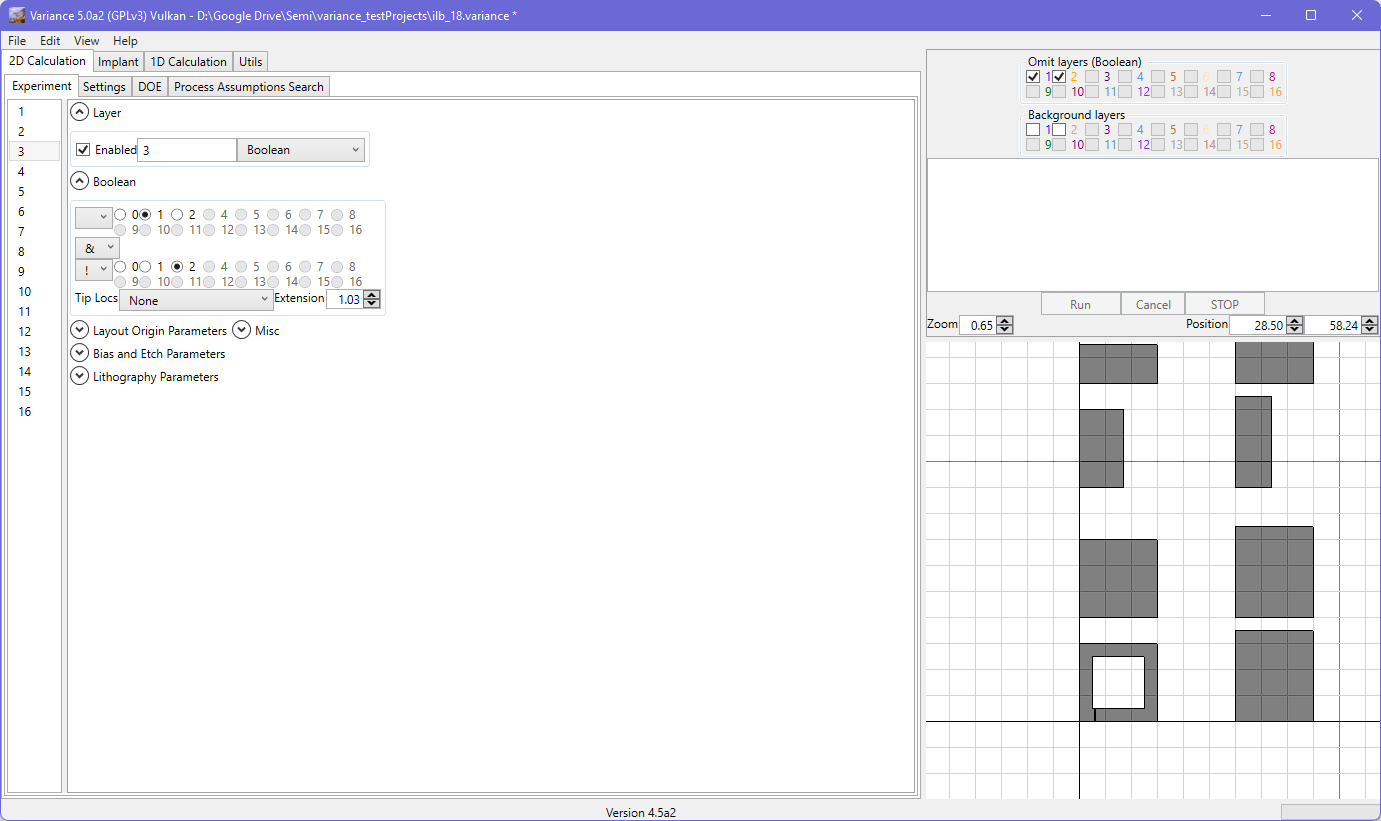 Variance 5.0a2 (GPLv3) Vulkan - D:\Google Drive\Semi\variance_testProjects\ilb_18.variance *
File Edit View Help
2D Calculation Implant 1D Calculation Utils
Experiment Settings DOE Process Assumptions Search
1
2
3
4
5
6
7
8
9
10
11
12
13
14
15
16
Layer
Enabled 3 Boolean
Boolean
0 1 2 4 5 6 7 8
9 10 11 12 13 14 15 16
&
! 0 1 2 4 5 6 7 8
9 10 11 12 13 14 15 16
Tip Locs None Extension 1.03
Layout Origin Parameters Misc
Bias and Etch Parameters
Lithography Parameters
Omit layers (Boolean)
1 2 3 4 5 6 7 8
9 10 11 12 13 14 15 16
Background layers
1 2 3 4 5 6 7 8
9 10 11 12 13 14 15 16
Run Cancel STOP
Zoom 0.65 Position 28.50 58.24
Version 4.5a2